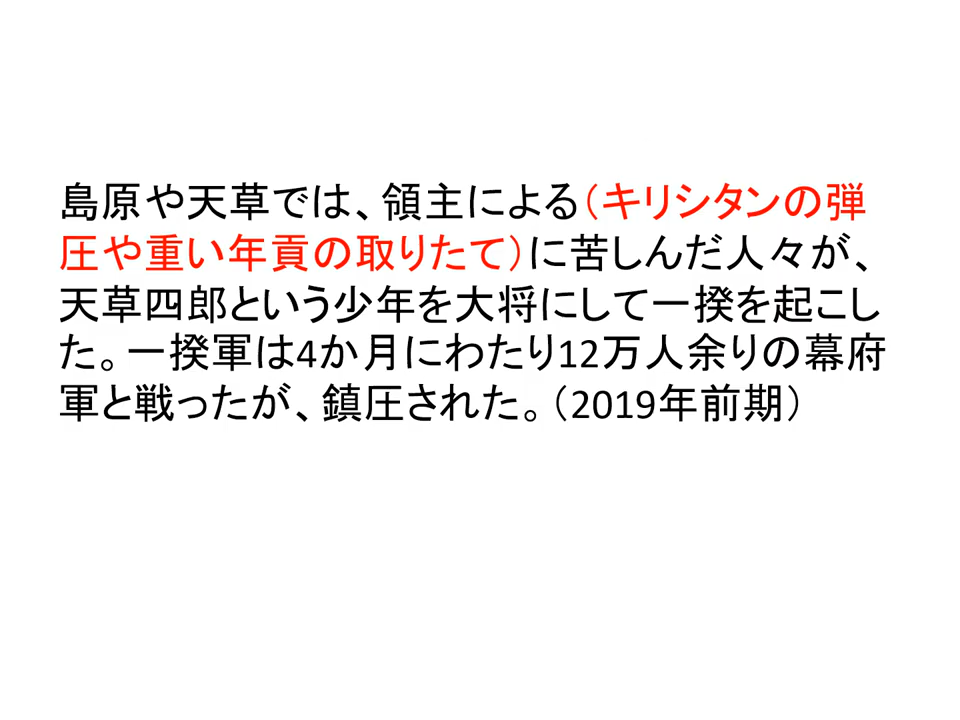 島原や天草では、領主による（キリシタンの弾
圧や重い年貢の取りたて）に苦しんだ人々が、
天草四郎という少年を大将にして一揆を起こし
た。一揆軍は4か月にわたり12万人余りの幕府
軍と戦ったが、鎮圧された。（2019年前期）